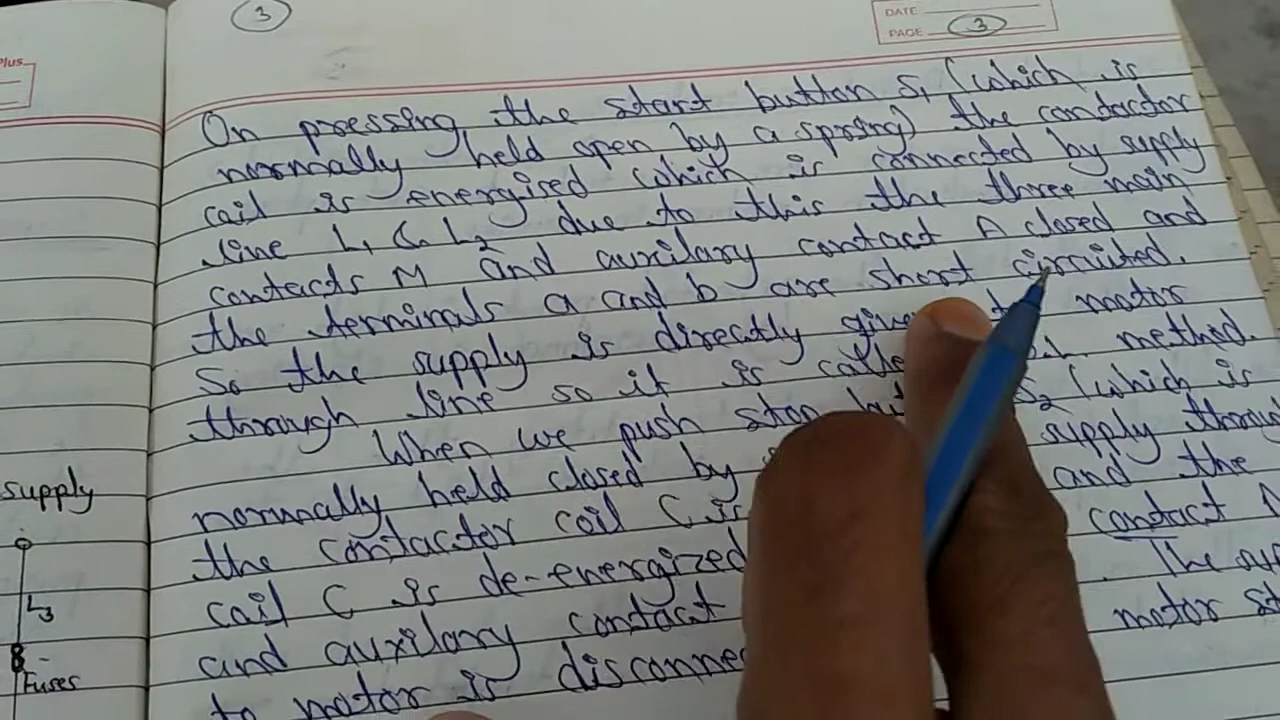 3
DATE
PAGE 3
Plus
On pressing the start button S1 (which is
normally held open by a spring) the contactor
coil is energised which is connected by supply
line L1 & L2 due to this the three main
contacts M and auxilary contact A closed and
the terminals a and b are short circuited.
So the supply is directly given to motor
through line so it is called method.
When we push stop S2 (which is
normally held closed by supply through
the contactor coil C is and the
coil C is de-energized contact
and auxilary contact The
to motor is motor
supply
L3
Fuses